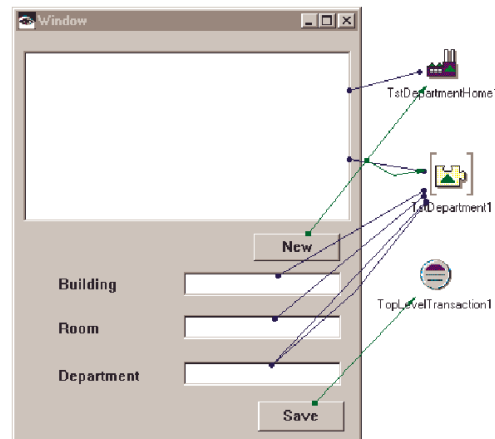 Window
TstDepartmentHome1
TstDepartment1
New
Building
TopLevelTransaction1
Room
Department
Save